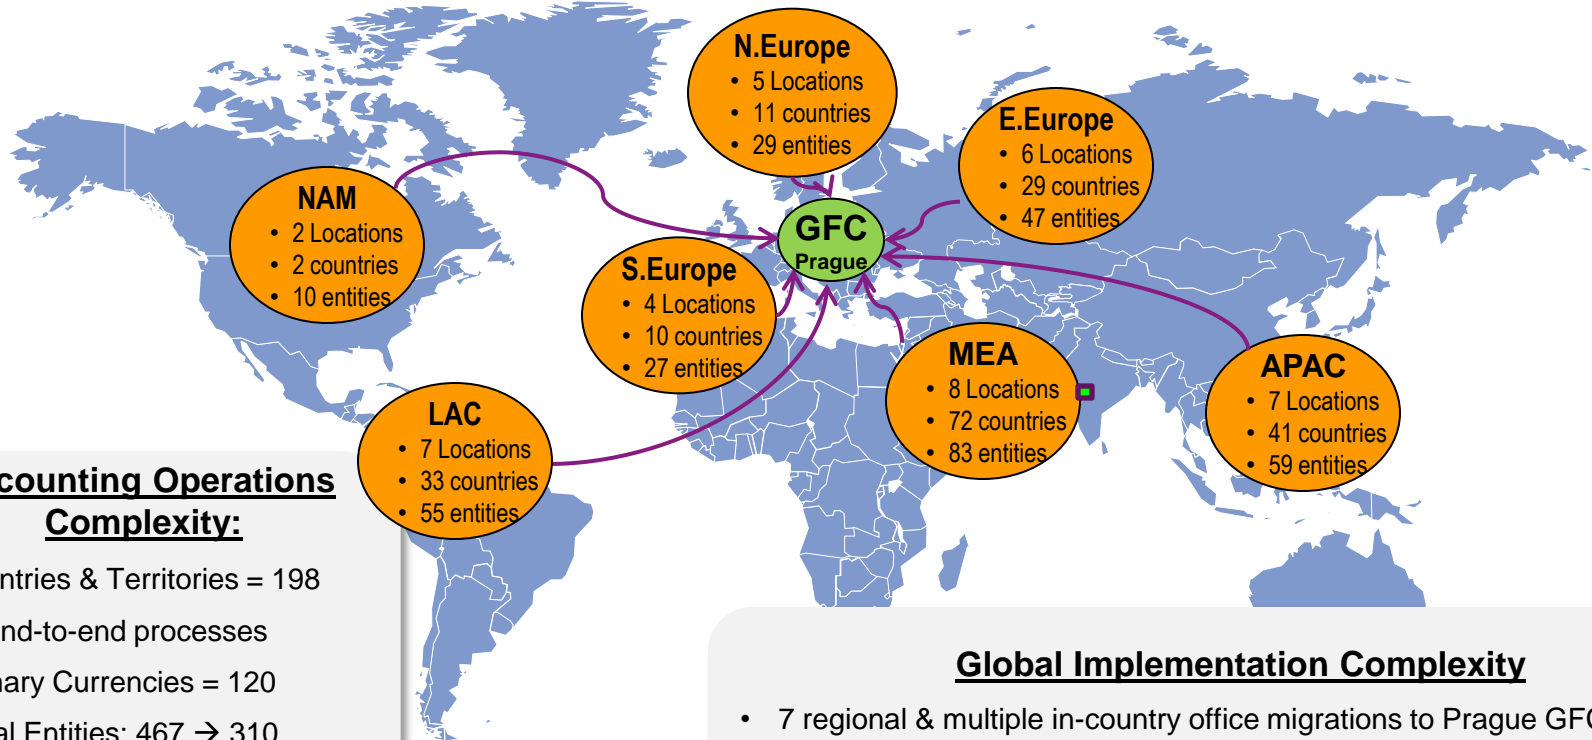 N.Europe
• 5 Locations
• 11 countries
• 29 entities
E.Europe
• 6 Locations
• 29 countries
• 47 entities
NAM
• 2 Locations
• 2 countries
• 10 entities
GFC
Prague
S.Europe
• 4 Locations
• 10 countries
• 27 entities
MEA
• 8 Locations
• 72 countries
• 83 entities
APAC
• 7 Locations
• 41 countries
• 59 entities
LAC
• 7 Locations
• 33 countries
• 55 entities
counting Operations
Complexity:
ntries & Territories = 198
nd-to-end processes
nary Currencies = 120
al Entities: 467 → 310
Global Implementation Complexity
• 7 regional & multiple in-country office migrations to Prague GFC